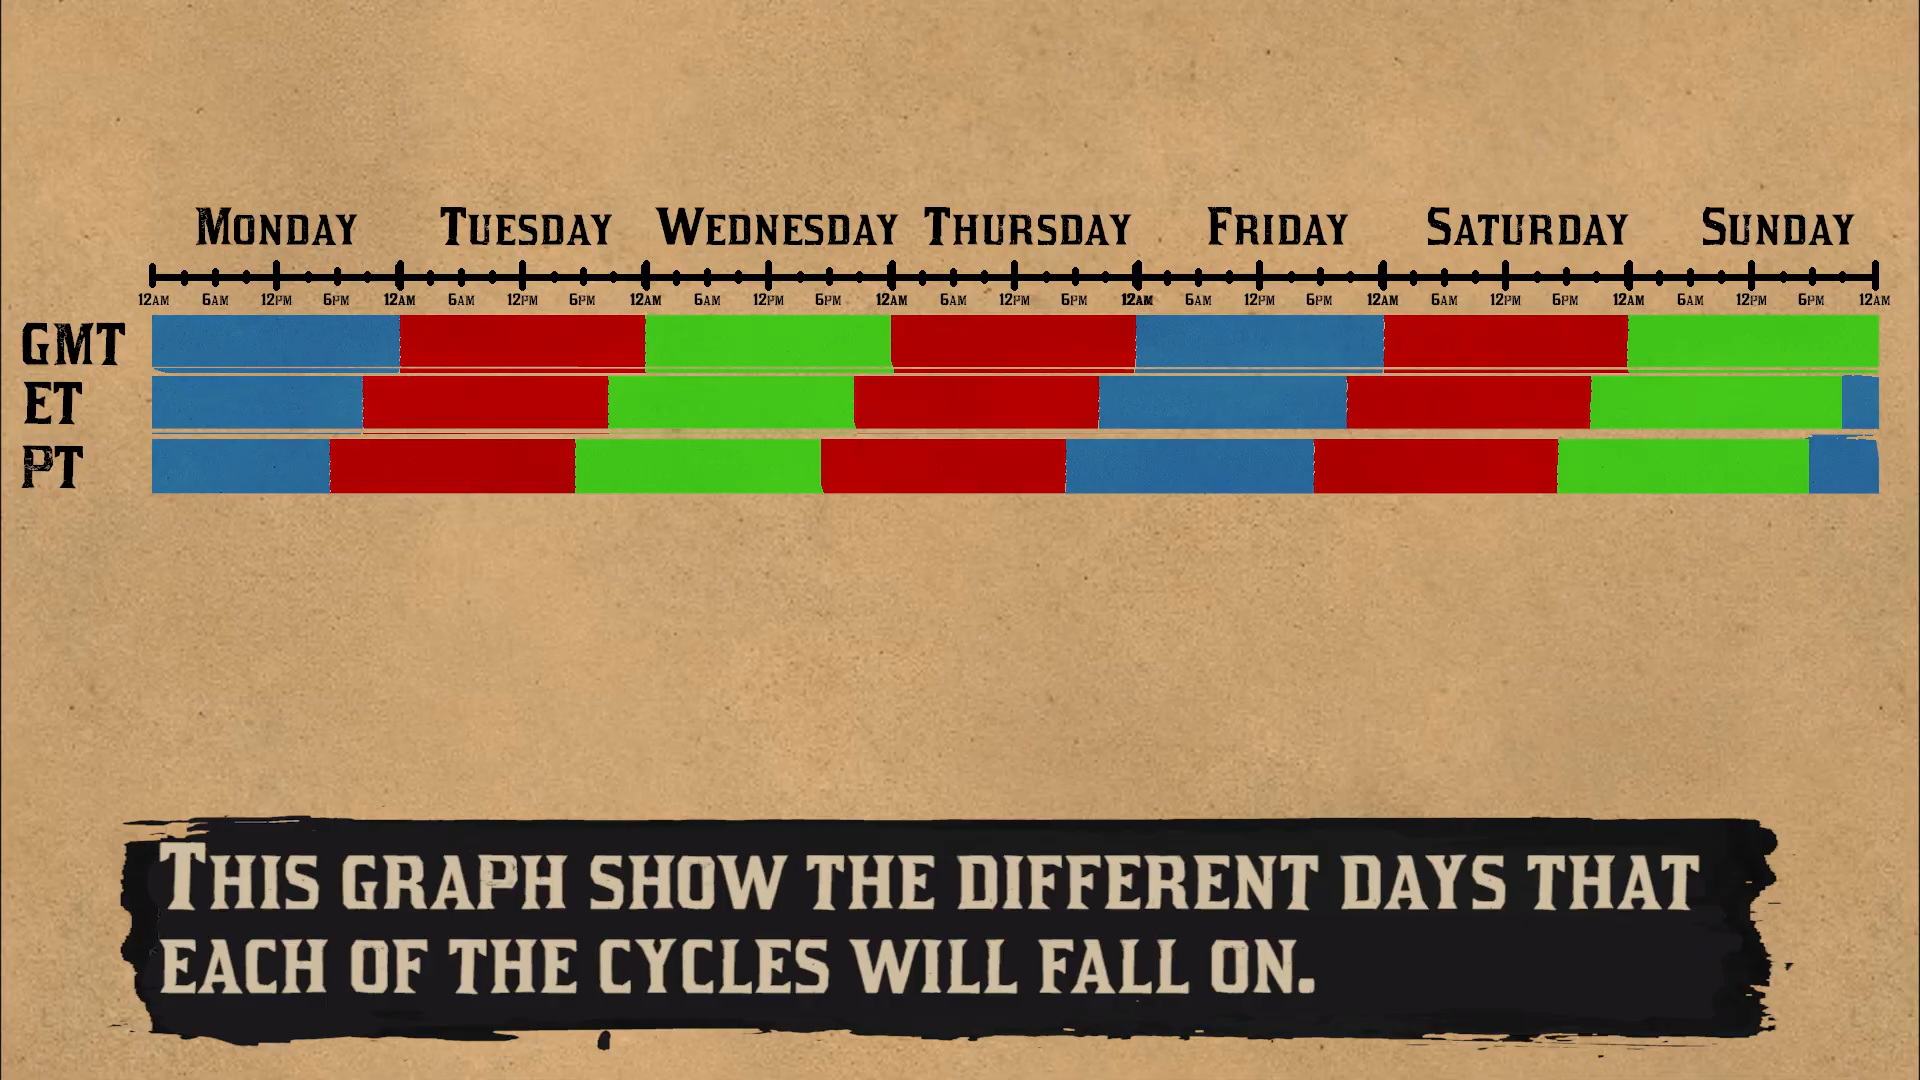 Monday Tuesday Wednesday Thursday Friday Saturday Sunday
12am 6am 12pm 6pm 12am 6am 12pm 6pm 12am 6am 12pm 6pm 12am 6am 12pm 6pm 12am 6am 12pm 6pm 12am 6am 12pm 6pm 12am 6am 12pm 6pm 12am
GMT
ET
PT
This graph show the different days that
each of the cycles will fall on.